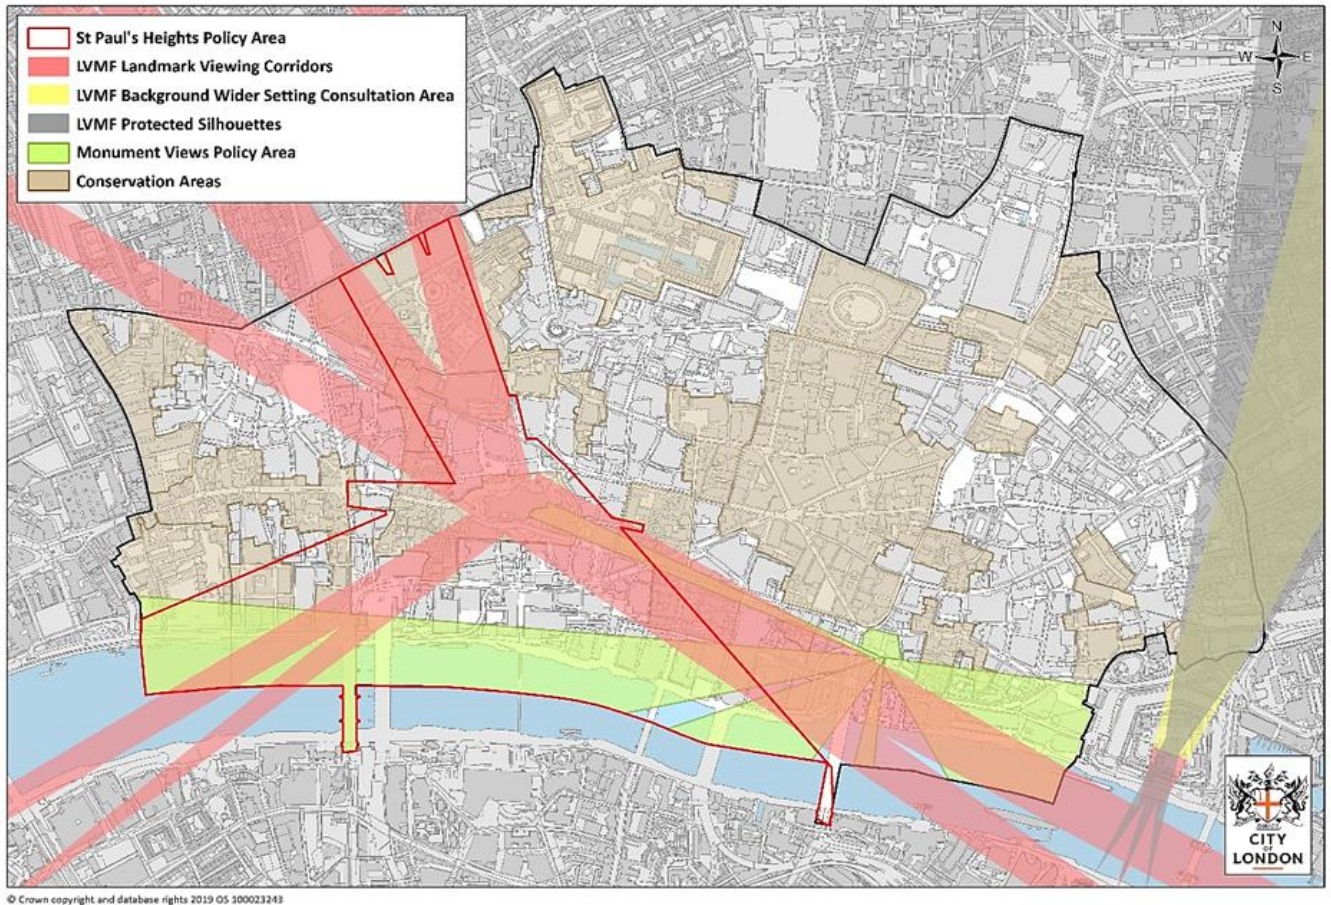 St Paul's Heights Policy Area
LVMF Landmark Viewing Corridors
LVMF Background Wider Setting Consultation Area
LVMF Protected Silhouettes
Monument Views Policy Area
Conservation Areas
N
W E
S
CITY
OF
LONDON
© Crown copyright and database rights 2019 OS 100023243